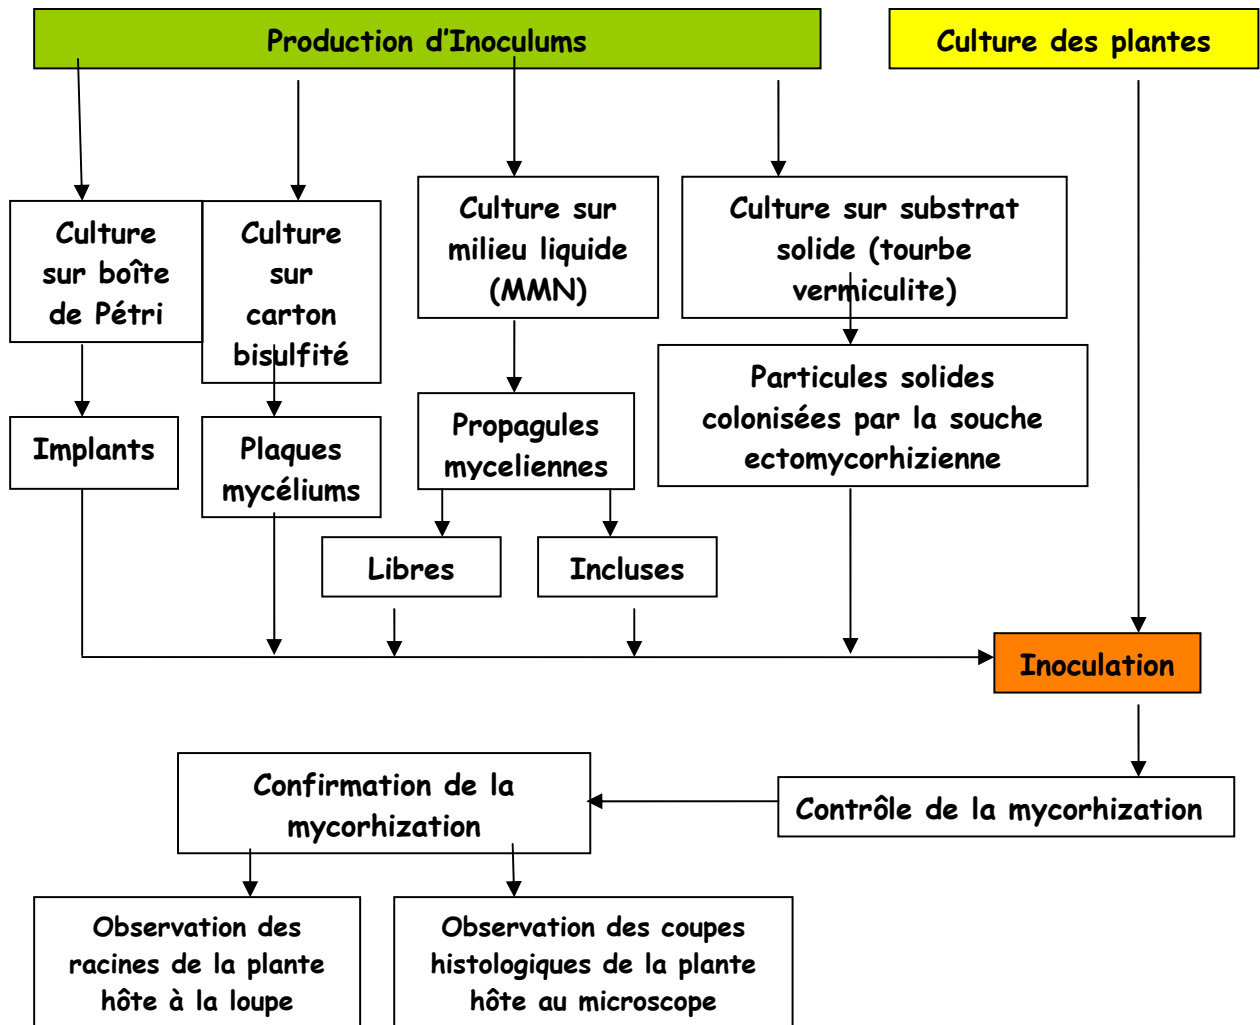 Production d’Inoculums
Culture des plantes
Culture
sur boîte
de Pétri
Culture
sur
carton
bisulfité
Culture sur
milieu liquide
(MMN)
Culture sur substrat
solide (tourbe
vermiculite)
Implants
Plaques
mycéliums
Propagules
myceliennes
Particules solides
colonisées par la souche
ectomycorhizienne
Libres
Incluses
Inoculation
Confirmation de la
mycorhization
Contrôle de la mycorhization
Observation des
racines de la plante
hôte à la loupe
Observation des coupes
histologiques de la plante
hôte au microscope